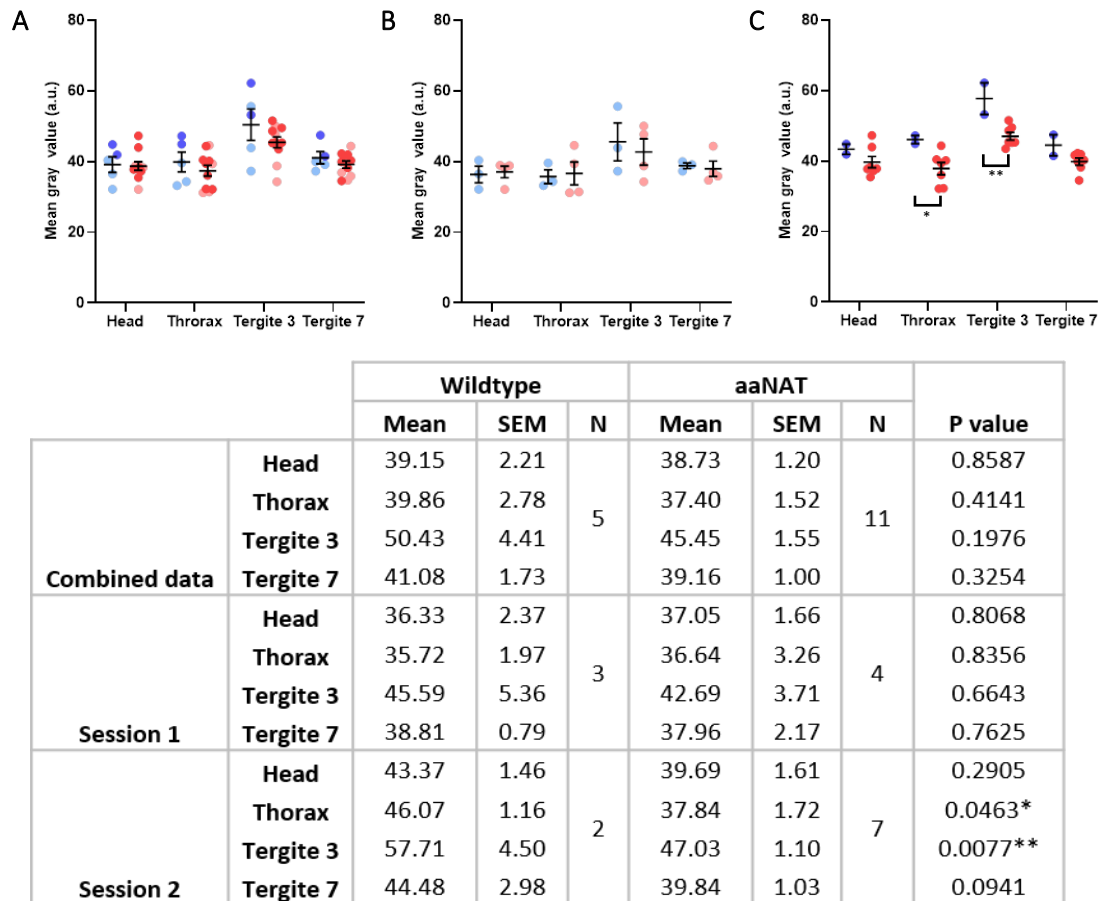 A
B
C
Mean gray value (a.u.)
80
60
40
20
0
Head Throrax Tergite 3 Tergite 7
Mean gray value (a.u.)
80
60
40
20
0
Head Throrax Tergite 3 Tergite 7
Mean gray value (a.u.)
80
60
40
20
0
*
**
Head Throrax Tergite 3 Tergite 7
Wildtype aaNAT
Mean SEM N Mean SEM N P value
Head 39.15 2.21 38.73 1.20 0.8587
Thorax 39.86 2.78 37.40 1.52 0.4141
5 11
Tergite 3 50.43 4.41 45.45 1.55 0.1976
Combined data Tergite 7 41.08 1.73 39.16 1.00 0.3254
Head 36.33 2.37 37.05 1.66 0.8068
Thorax 35.72 1.97 36.64 3.26 0.8356
3 4
Tergite 3 45.59 5.36 42.69 3.71 0.6643
Session 1 Tergite 7 38.81 0.79 37.96 2.17 0.7625
Head 43.37 1.46 39.69 1.61 0.2905
Thorax 46.07 1.16 37.84 1.72 0.0463*
2 7
Tergite 3 57.71 4.50 47.03 1.10 0.0077**
Session 2 Tergite 7 44.48 2.98 39.84 1.03 0.0941